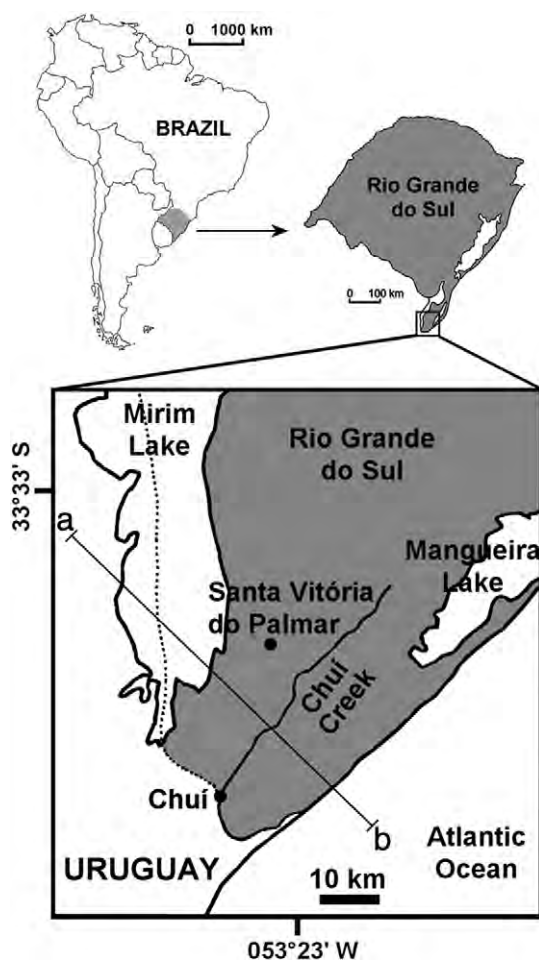 0 1000 km
BRAZIL
Rio Grande
do Sul
0 100 km
Mirim
Lake
Rio Grande
do Sul
33°33' S
a
Mangueira
Lake
Santa Vitória
do Palmar
Chuí
Creek
Chuí
b
URUGUAY
Atlantic
Ocean
10 km
053°23' W